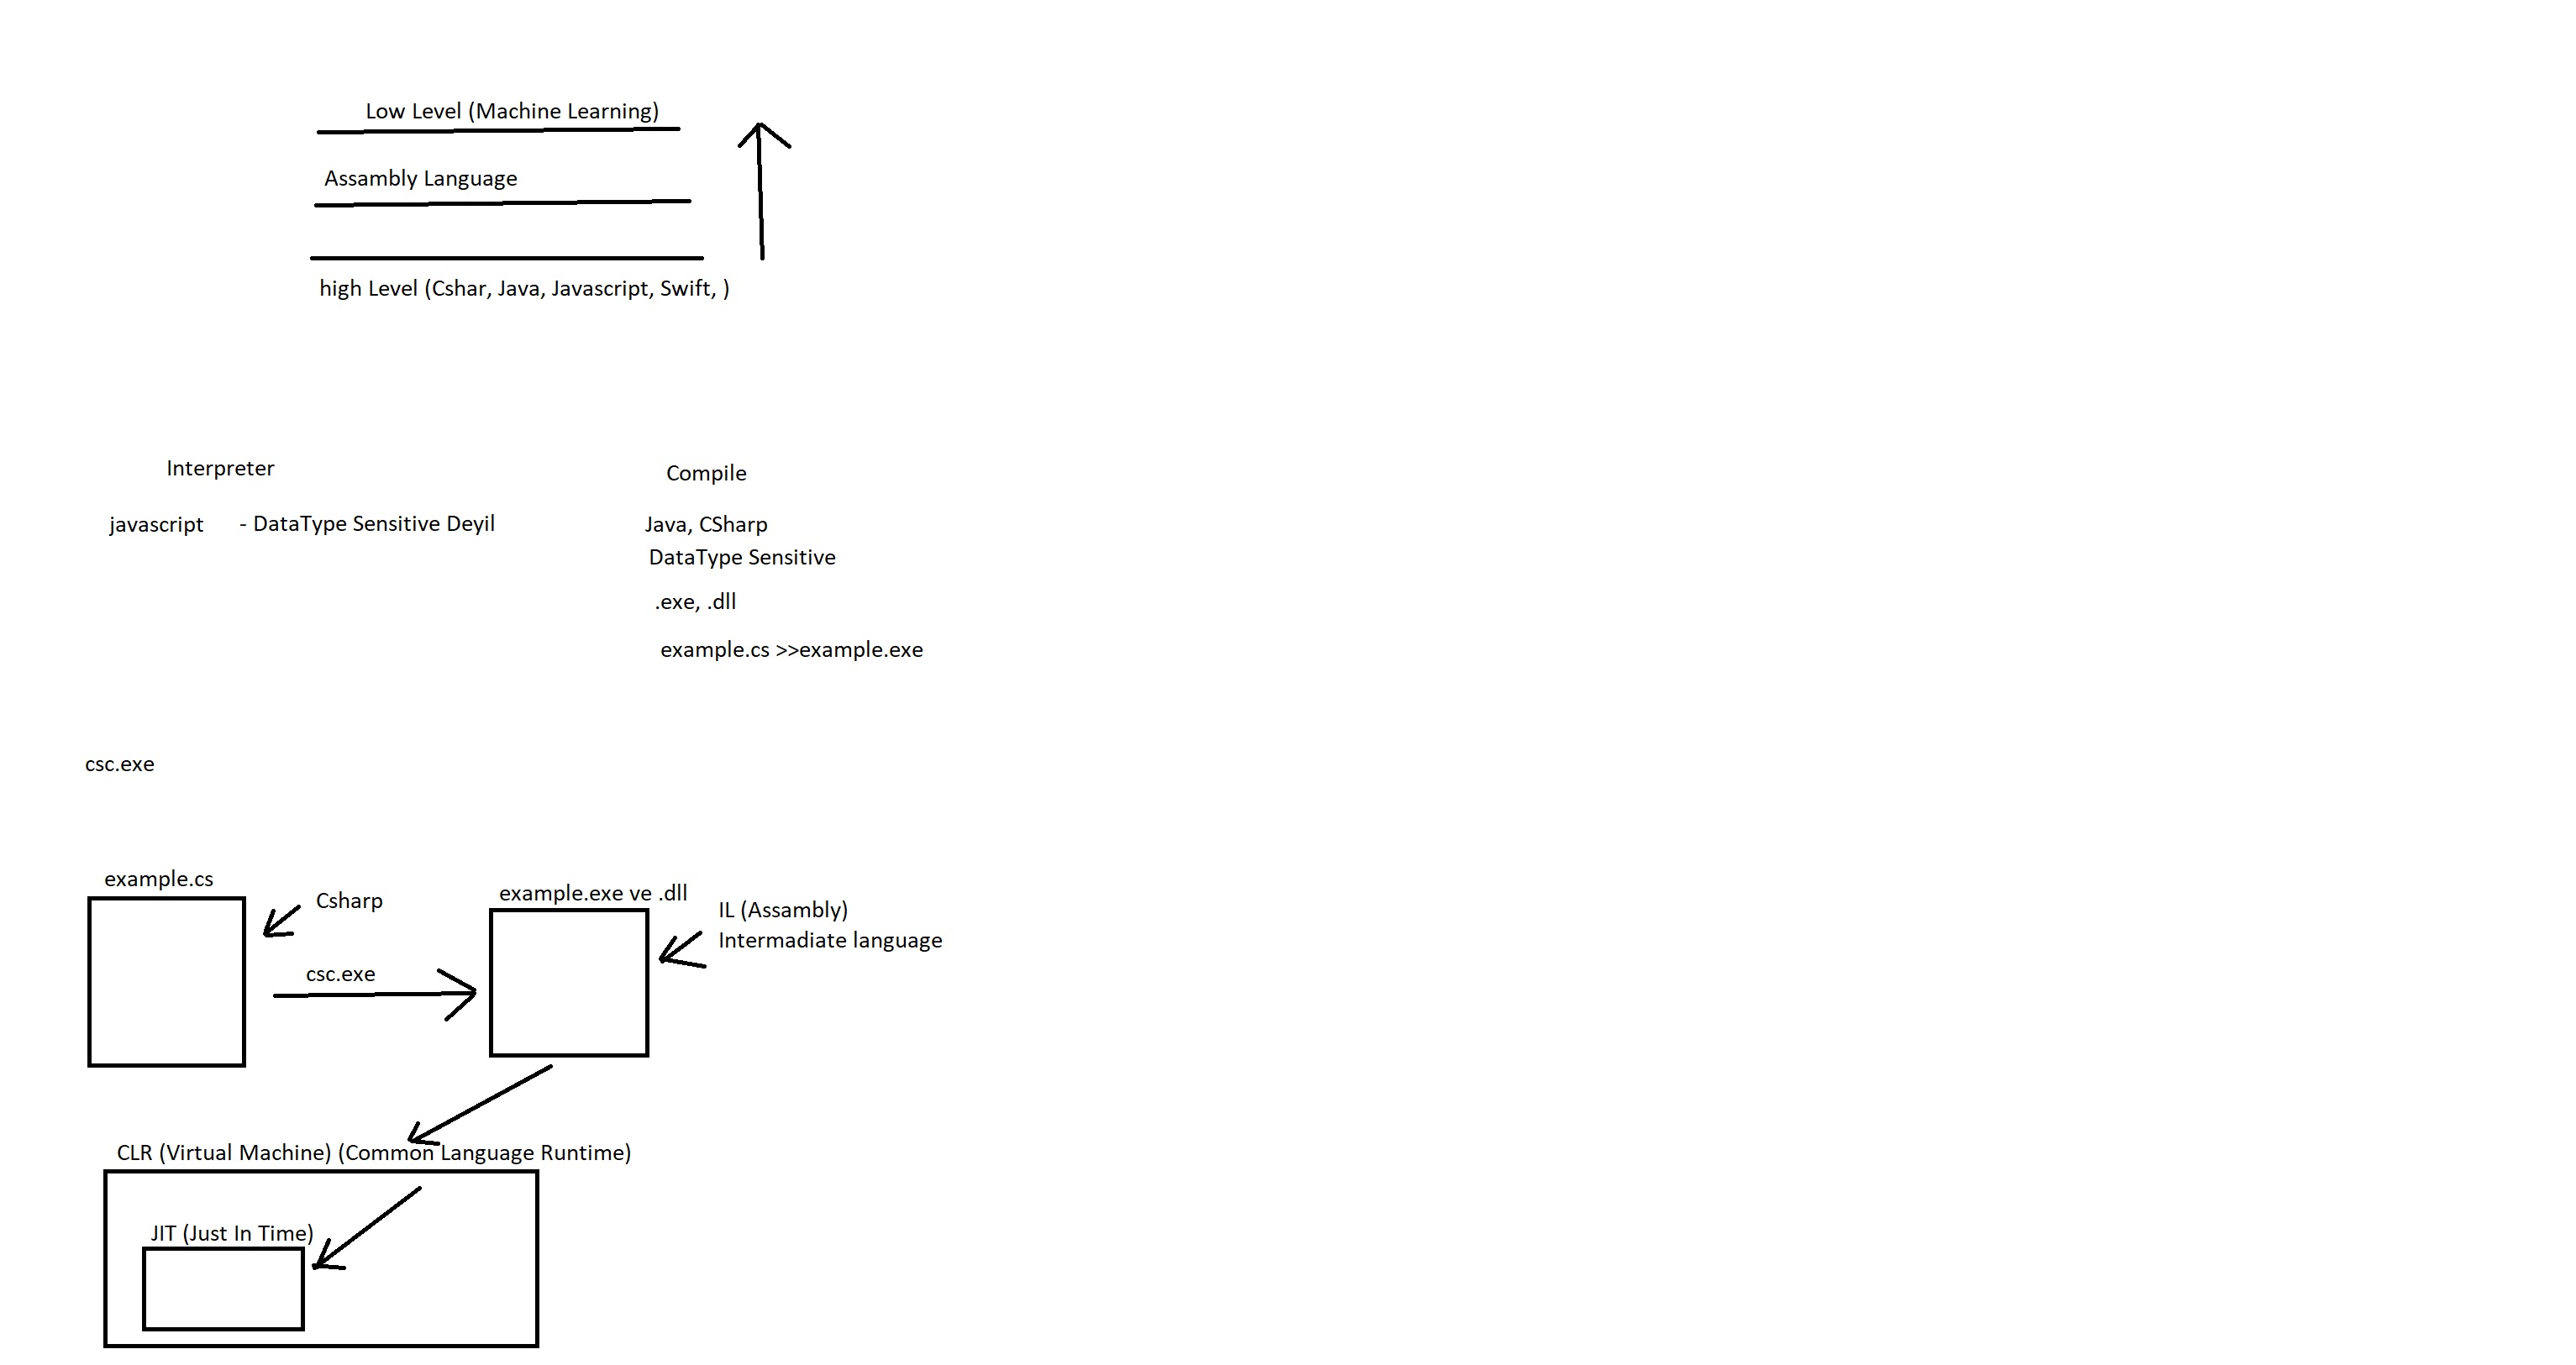 Low Level (Machine Learning)
Assambly Language
high Level (Cshar, Java, Javascript, Swift, )
Interpreter
Compile
javascript - DataType Sensitive Deyil
Java, CSharp
DataType Sensitive
.exe, .dll
example.cs >>example.exe
csc.exe
example.cs
Csharp
csc.exe
example.exe ve .dll
IL (Assambly)
Intermadiate language
CLR (Virtual Machine) (Common Language Runtime)
JIT (Just In Time)